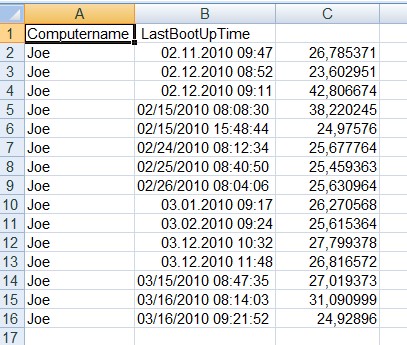 A B C
1 Computername LastBootUpTime
2 Joe 02.11.2010 09:47 26,785371
3 Joe 02.12.2010 08:52 23,602951
4 Joe 02.12.2010 09:11 42,806674
5 Joe 02/15/2010 08:08:30 38,220245
6 Joe 02/15/2010 15:48:44 24,97576
7 Joe 02/24/2010 08:12:34 25,677764
8 Joe 02/25/2010 08:40:50 25,459363
9 Joe 02/26/2010 08:04:06 25,630964
10 Joe 03.01.2010 09:17 26,270568
11 Joe 03.02.2010 09:24 25,615364
12 Joe 03.12.2010 10:32 27,799378
13 Joe 03.12.2010 11:48 26,816572
14 Joe 03/15/2010 08:47:35 27,019373
15 Joe 03/16/2010 08:14:03 31,090999
16 Joe 03/16/2010 09:21:52 24,92896
17